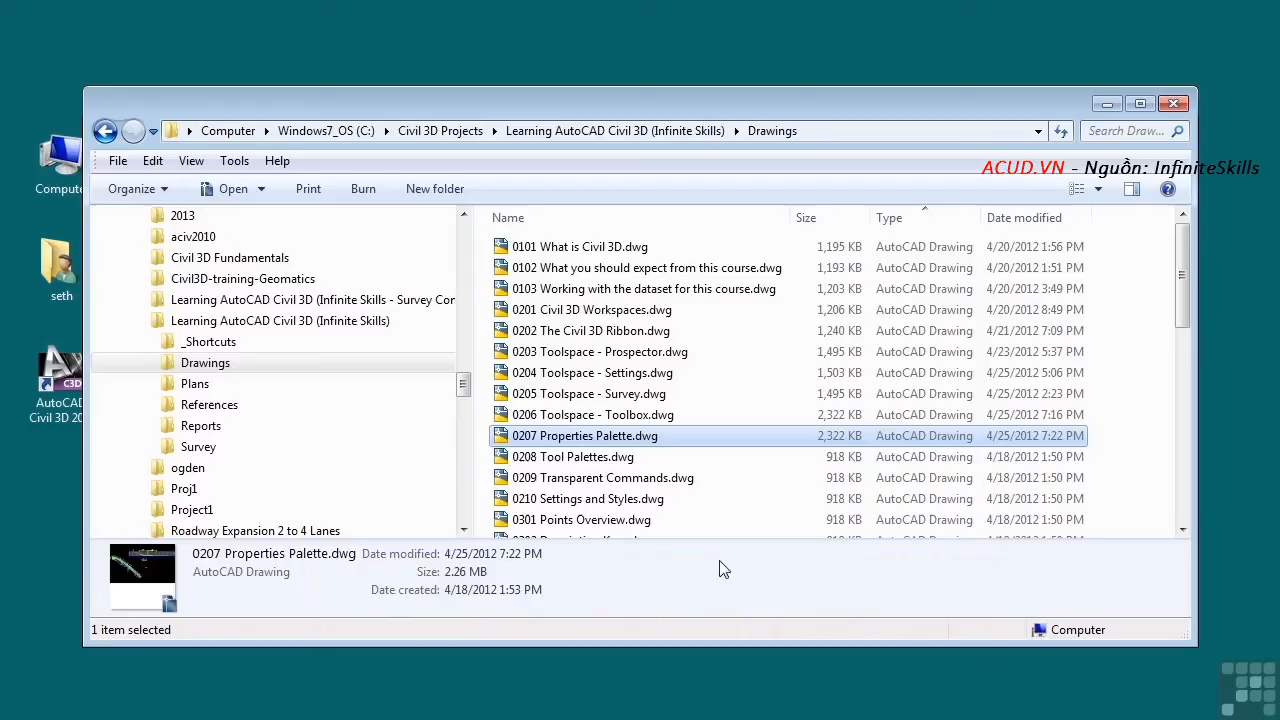 Computer
Windows7_OS (C:)
Civil 3D Projects
Learning AutoCAD Civil 3D (Infinite Skills)
Drawings
Search Draw...
File Edit View Tools Help
ACUD.VN - Nguồn: InfiniteSkills
Organize Open Print Burn New folder
Name Size Type Date modified
2013
aciv2010
Civil 3D Fundamentals
Civil3D-training-Geomatics
Learning AutoCAD Civil 3D (Infinite Skills - Survey Con
Learning AutoCAD Civil 3D (Infinite Skills)
_Shortcuts
Drawings
Plans
References
Reports
Survey
ogden
Proj1
Project1
Roadway Expansion 2 to 4 Lanes
0101 What is Civil 3D.dwg 1,195 KB AutoCAD Drawing 4/20/2012 1:56 PM
0102 What you should expect from this course.dwg 1,193 KB AutoCAD Drawing 4/20/2012 1:51 PM
0103 Working with the dataset for this course.dwg 1,203 KB AutoCAD Drawing 4/20/2012 3:49 PM
0201 Civil 3D Workspaces.dwg 1,206 KB AutoCAD Drawing 4/20/2012 8:49 PM
0202 The Civil 3D Ribbon.dwg 1,240 KB AutoCAD Drawing 4/21/2012 7:09 PM
0203 Toolspace - Prospector.dwg 1,495 KB AutoCAD Drawing 4/23/2012 5:37 PM
0204 Toolspace - Settings.dwg 1,503 KB AutoCAD Drawing 4/25/2012 5:06 PM
0205 Toolspace - Survey.dwg 1,495 KB AutoCAD Drawing 4/25/2012 2:23 PM
0206 Toolspace - Toolbox.dwg 2,322 KB AutoCAD Drawing 4/25/2012 7:16 PM
0207 Properties Palette.dwg 2,322 KB AutoCAD Drawing 4/25/2012 7:22 PM
0208 Tool Palettes.dwg 918 KB AutoCAD Drawing 4/18/2012 1:50 PM
0209 Transparent Commands.dwg 918 KB AutoCAD Drawing 4/18/2012 1:50 PM
0210 Settings and Styles.dwg 918 KB AutoCAD Drawing 4/18/2012 1:50 PM
0301 Points Overview.dwg 918 KB AutoCAD Drawing 4/18/2012 1:50 PM
0207 Properties Palette.dwg Date modified: 4/25/2012 7:22 PM
AutoCAD Drawing Size: 2.26 MB
Date created: 4/18/2012 1:53 PM
1 item selected
Computer
Compute
seth
C3D
AutoCAD
Civil 3D 20